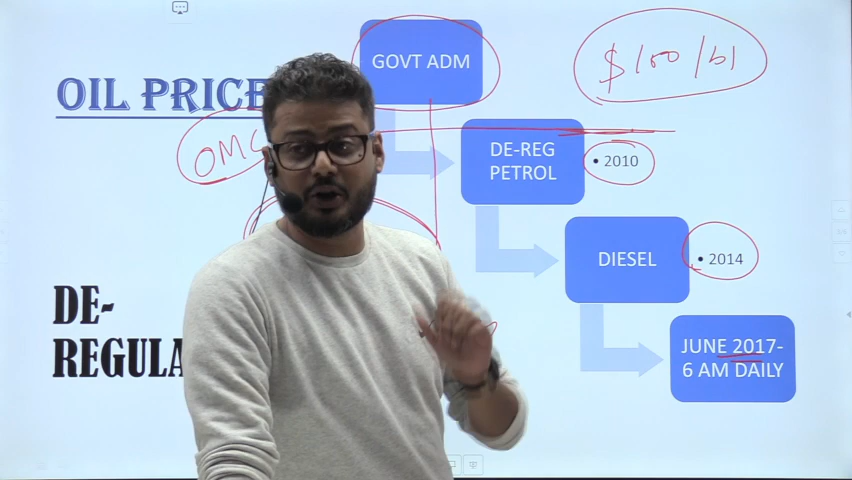 GOVT ADM
$100/bl
OIL PRICE
OMC
DE-REG
PETROL
• 2010
DIESEL
• 2014
DE-
REGULA
JUNE 2017-
6 AM DAILY